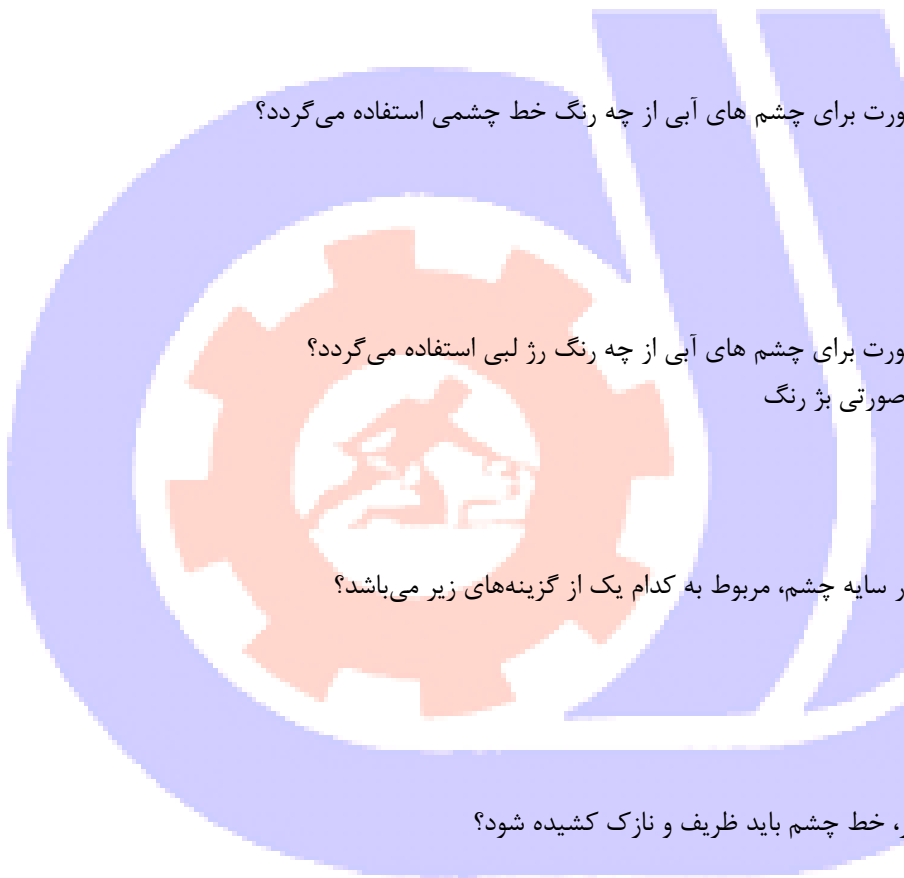 ورت برای چشم های آبی از چه رنگ خط چشمی استفاده می‌گردد؟
ورت برای چشم های آبی از چه رنگ رژ لبی استفاده می‌گردد؟
صورتی بژ رنگ
ر سایه چشم، مربوط به کدام یک از گزینه‌های زیر می‌باشد؟
ر، خط چشم باید ظریف و نازک کشیده شود؟